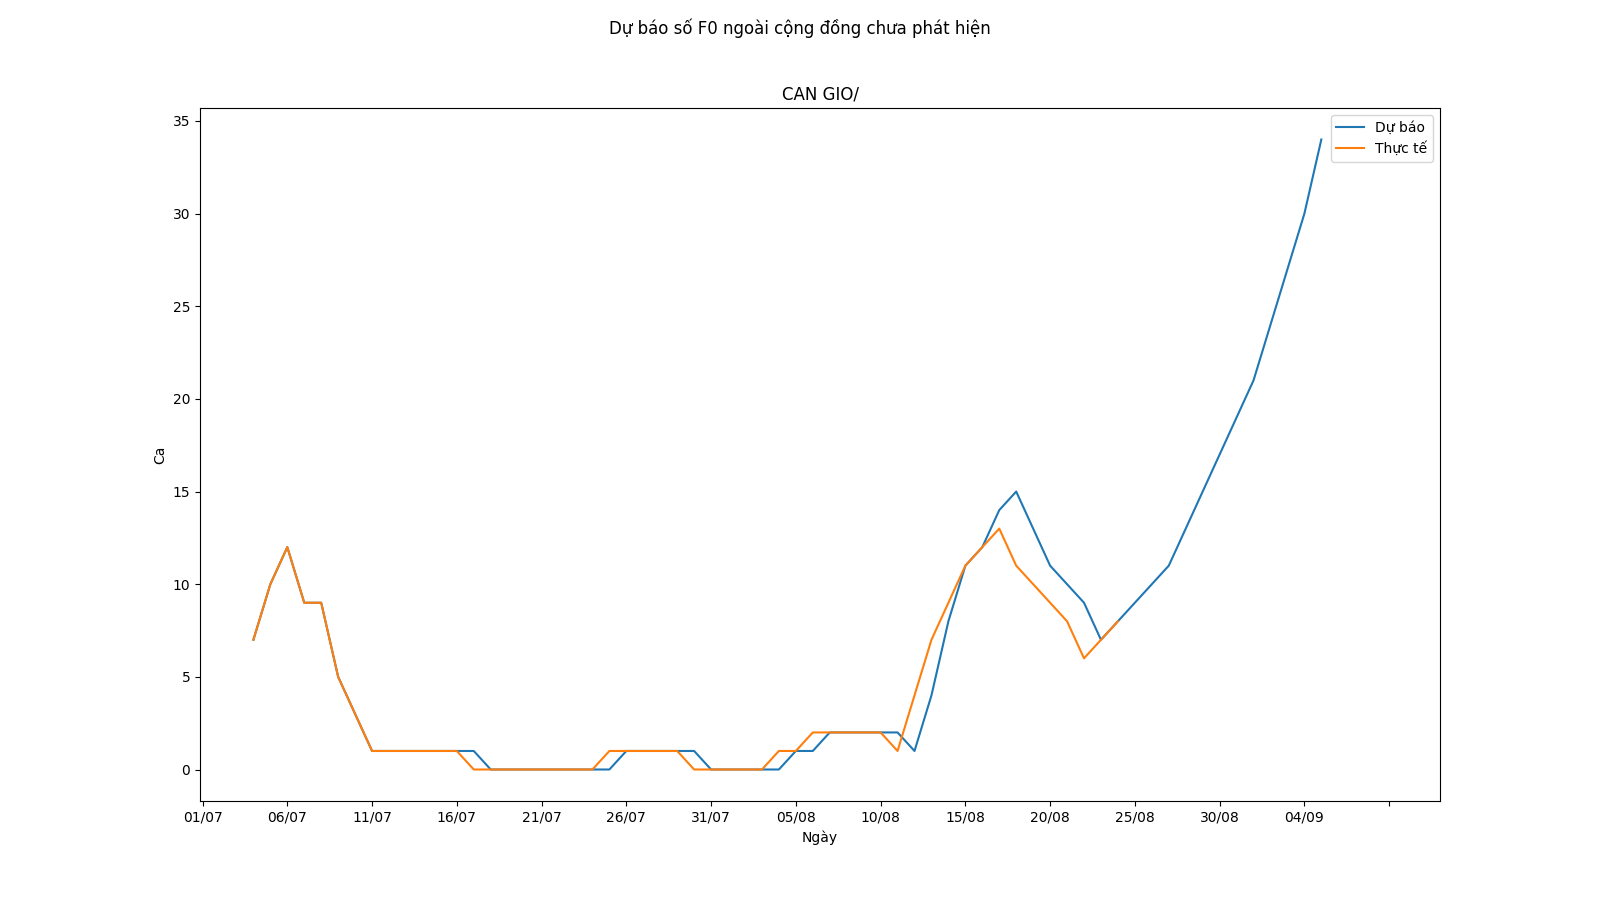 Dự báo số F0 ngoài cộng đồng chưa phát hiện
CAN GIO/
Dự báo
Thực tế
35
30
25
20
15
10
5
0
Ca
01/07 06/07 11/07 16/07 21/07 26/07 31/07 05/08 10/08 15/08 20/08 25/08 30/08 04/09
Ngày